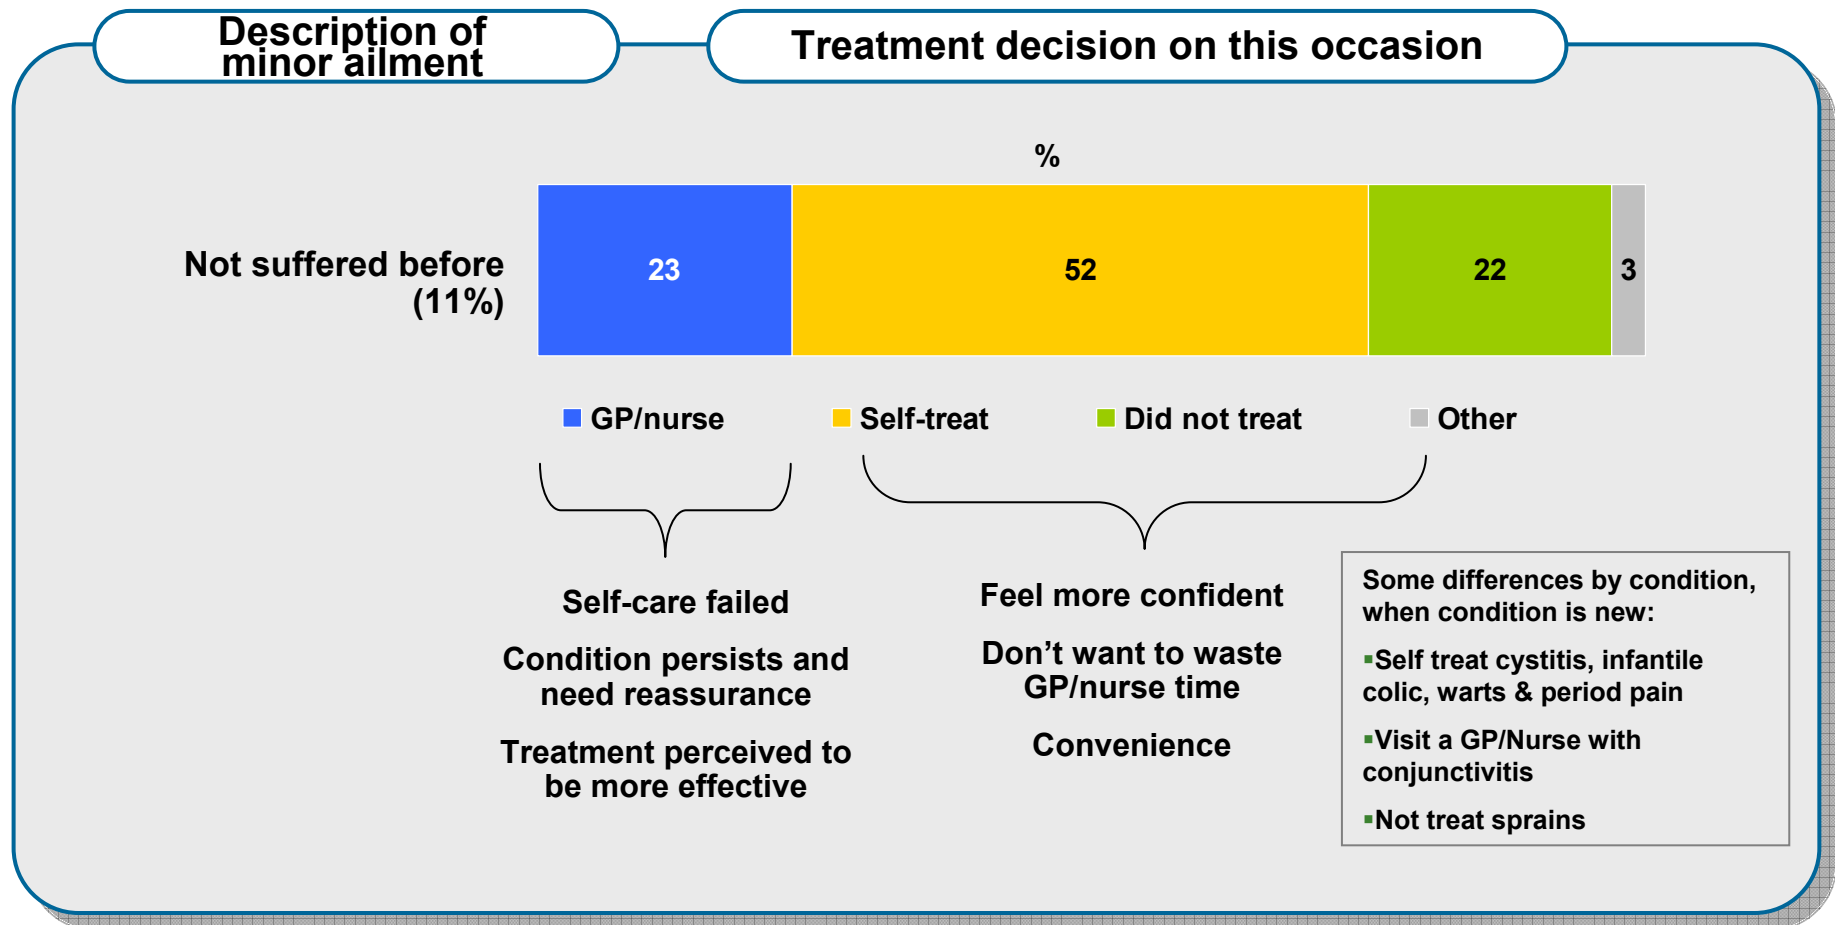 Description of
minor ailment
Treatment decision on this occasion
%
Not suffered before
(11%)
23
52
22
3
GP/nurse
Self-treat
Did not treat
Other
Self-care failed
Condition persists and
need reassurance
Treatment perceived to
be more effective
Feel more confident
Don’t want to waste
GP/nurse time
Convenience
Some differences by condition,
when condition is new:
▪Self treat cystitis, infantile
colic, warts & period pain
▪Visit a GP/Nurse with
conjunctivitis
▪Not treat sprains